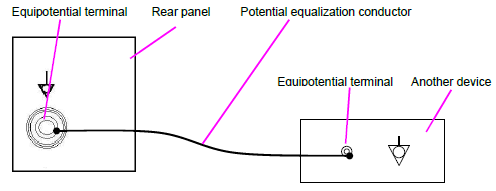 Equipotential terminal
Rear panel
Potential equalization conductor
Equipotential terminal
Another device